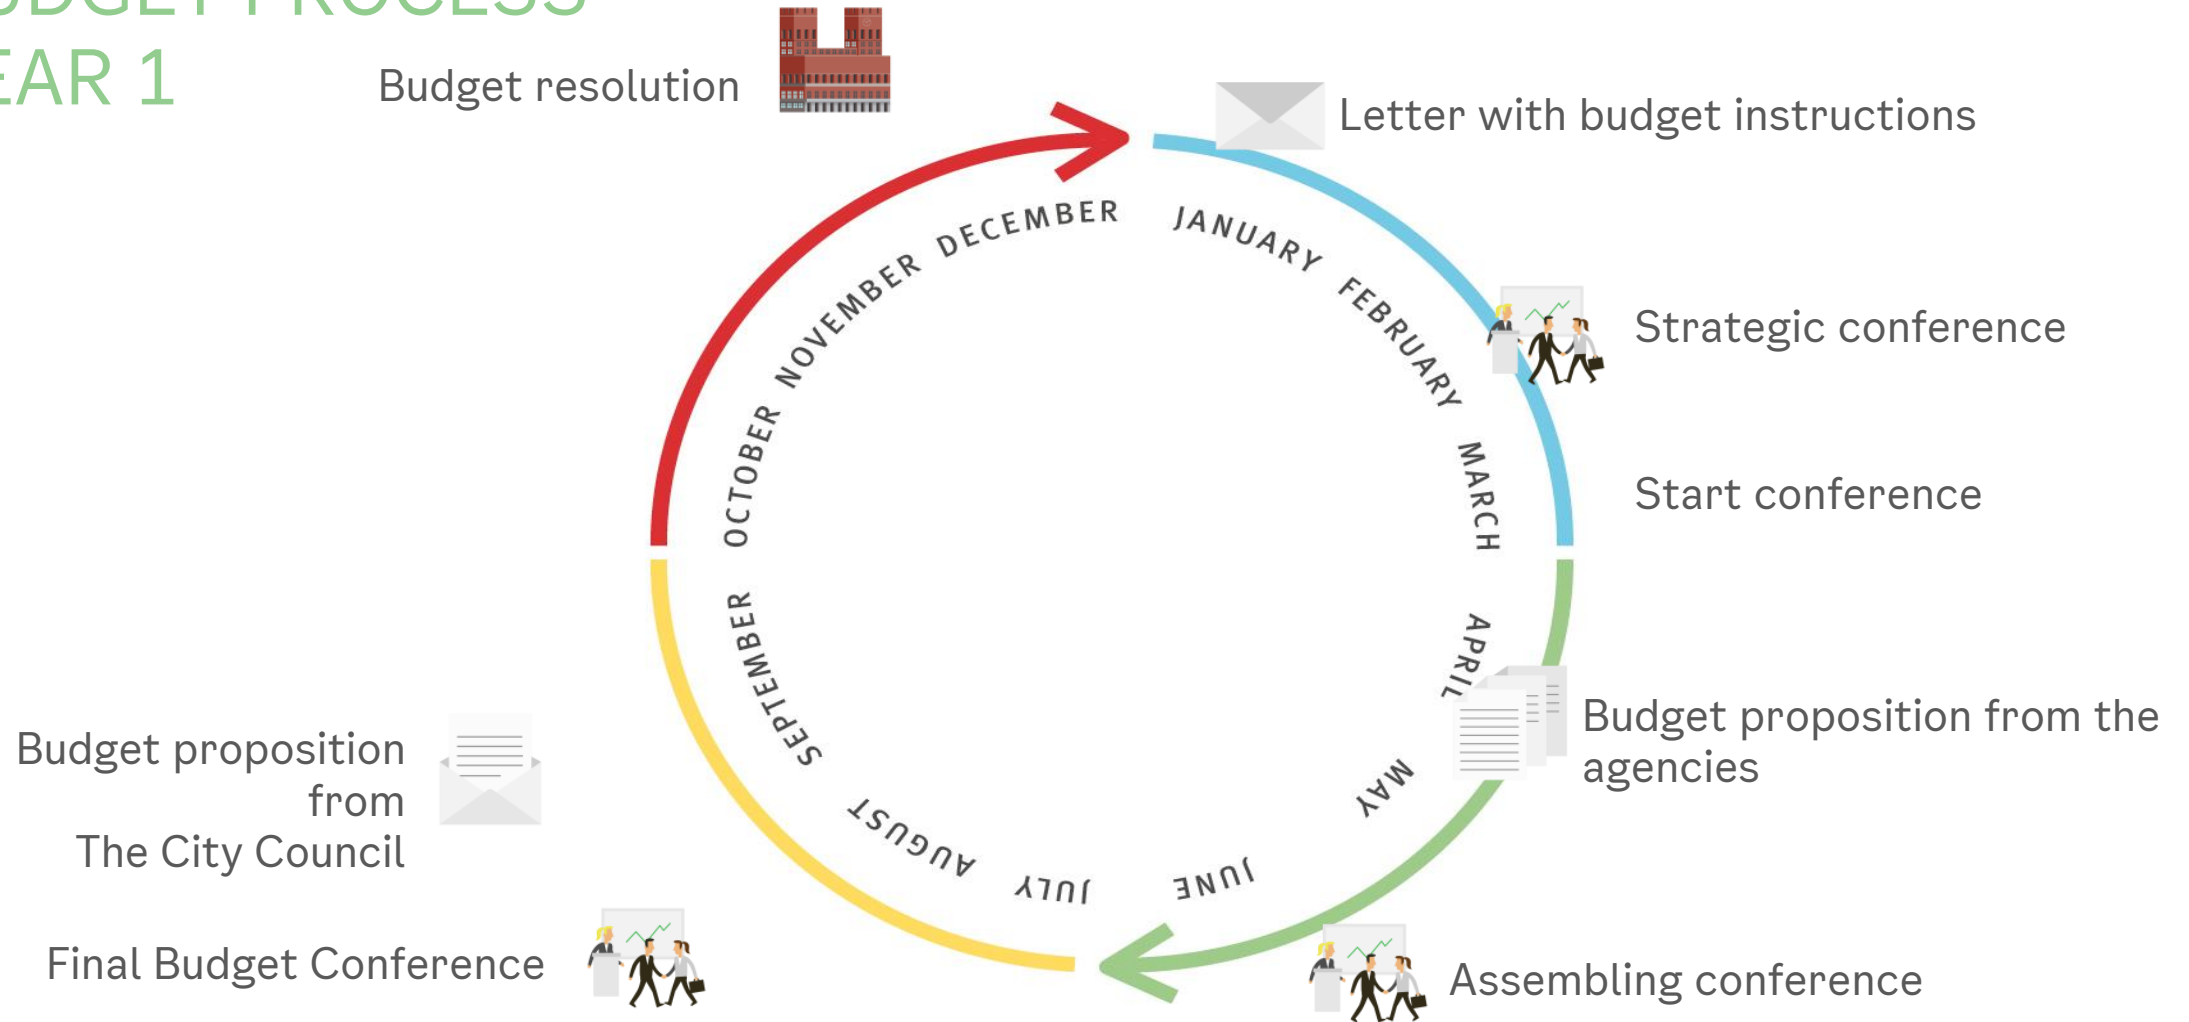 UDGET PROCESS
EAR 1
Budget resolution
Letter with budget instructions
DECEMBER
JANUARY
NOVEMBER
FEBRUARY
Strategic conference
OCTOBER
MARCH
Start conference
SEPTEMBER
APRIL
Budget proposition from the
agencies
Budget proposition
from
The City Council
MAY
AUGUST
JULY
JUNE
Final Budget Conference
Assembling conference